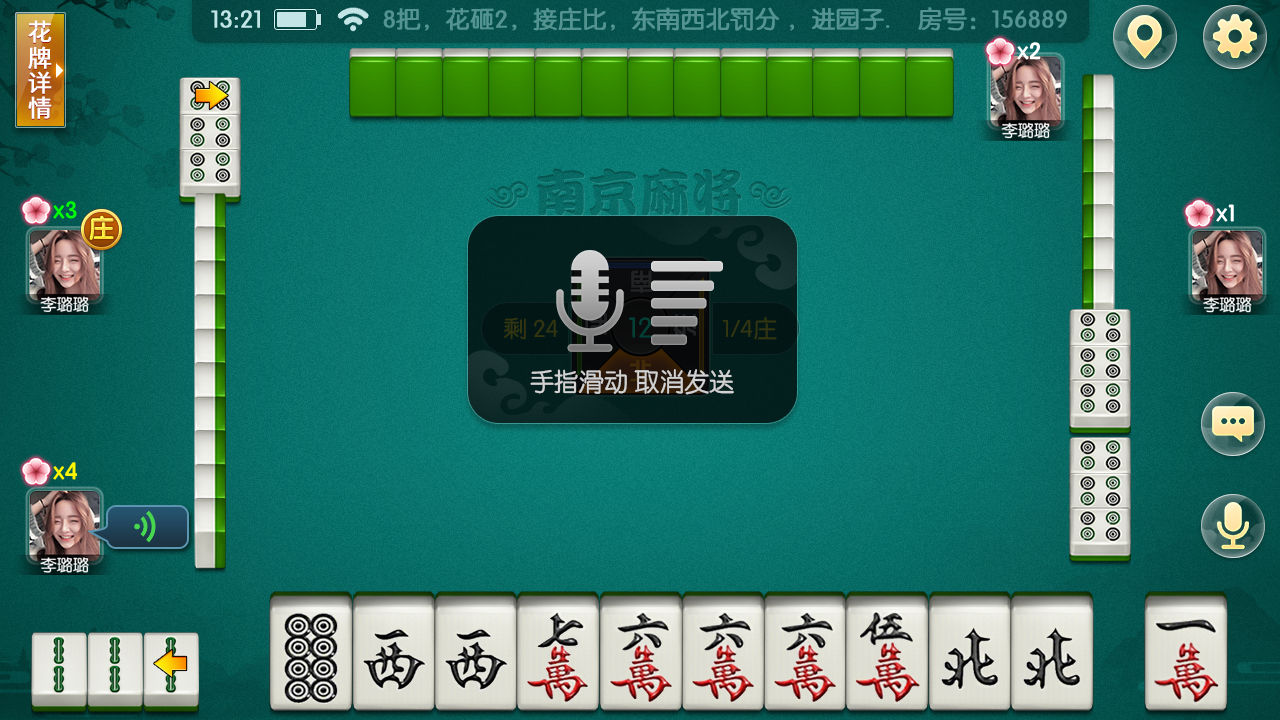 花牌详情
13:21
8把，花砸2，接庄比，东南西北罚分 ，进园子.
房号：156889
x2
李璐璐
南京麻将
x3
庄
李璐璐
x1
李璐璐
剩 24
12
1/4庄
北
手指滑动 取消发送
x4
李璐璐
西 西 七萬 六萬 六萬 六萬 伍萬 北 北 一萬